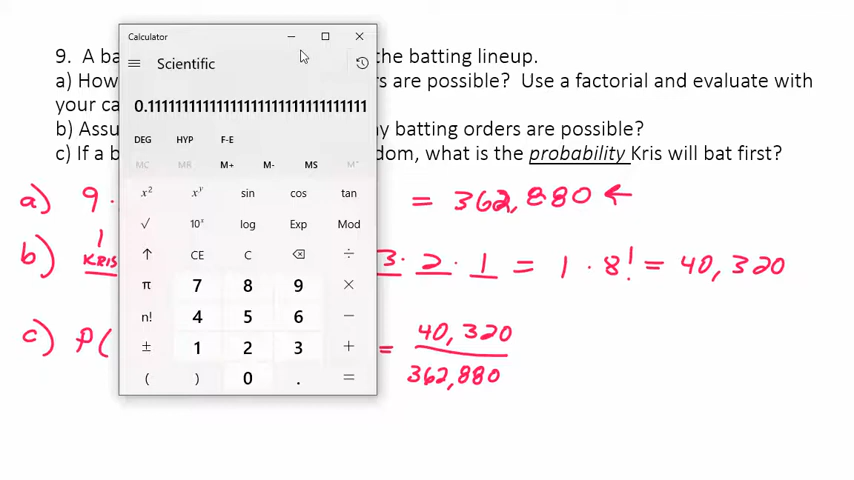 9. A ba the batting lineup.
a) How rs are possible? Use a factorial and evaluate with
your ca
b) Assu ny batting orders are possible?
c) If a b dom, what is the probability Kris will bat first?
Calculator
Scientific
0.11111111111111111111111111111111
DEG HYP F-E
MC MR M+ M- MS M˅
x² xʸ sin cos tan
√ 10ˣ log Exp Mod
↑ CE C ⌫ ÷
π 7 8 9 ×
n! 4 5 6 −
± 1 2 3 +
( ) 0 . =
a) 9 · = 362,880 ←
b) 1 KRIS 3 · 2 · 1 = 1 · 8! = 40,320
c) P( = 40,320
362,880